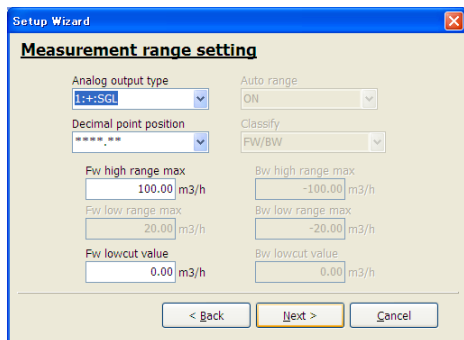 Setup Wizard
Measurement range setting
Analog output type Auto range
1:+:SGL ON
Decimal point position Classify
****.** FW/BW
Fw high range max Bw high range max
100.00 m3/h -100.00 m3/h
Fw low range max Bw low range max
20.00 m3/h -20.00 m3/h
Fw lowcut value Bw lowcut value
0.00 m3/h 0.00 m3/h
< Back Next > Cancel